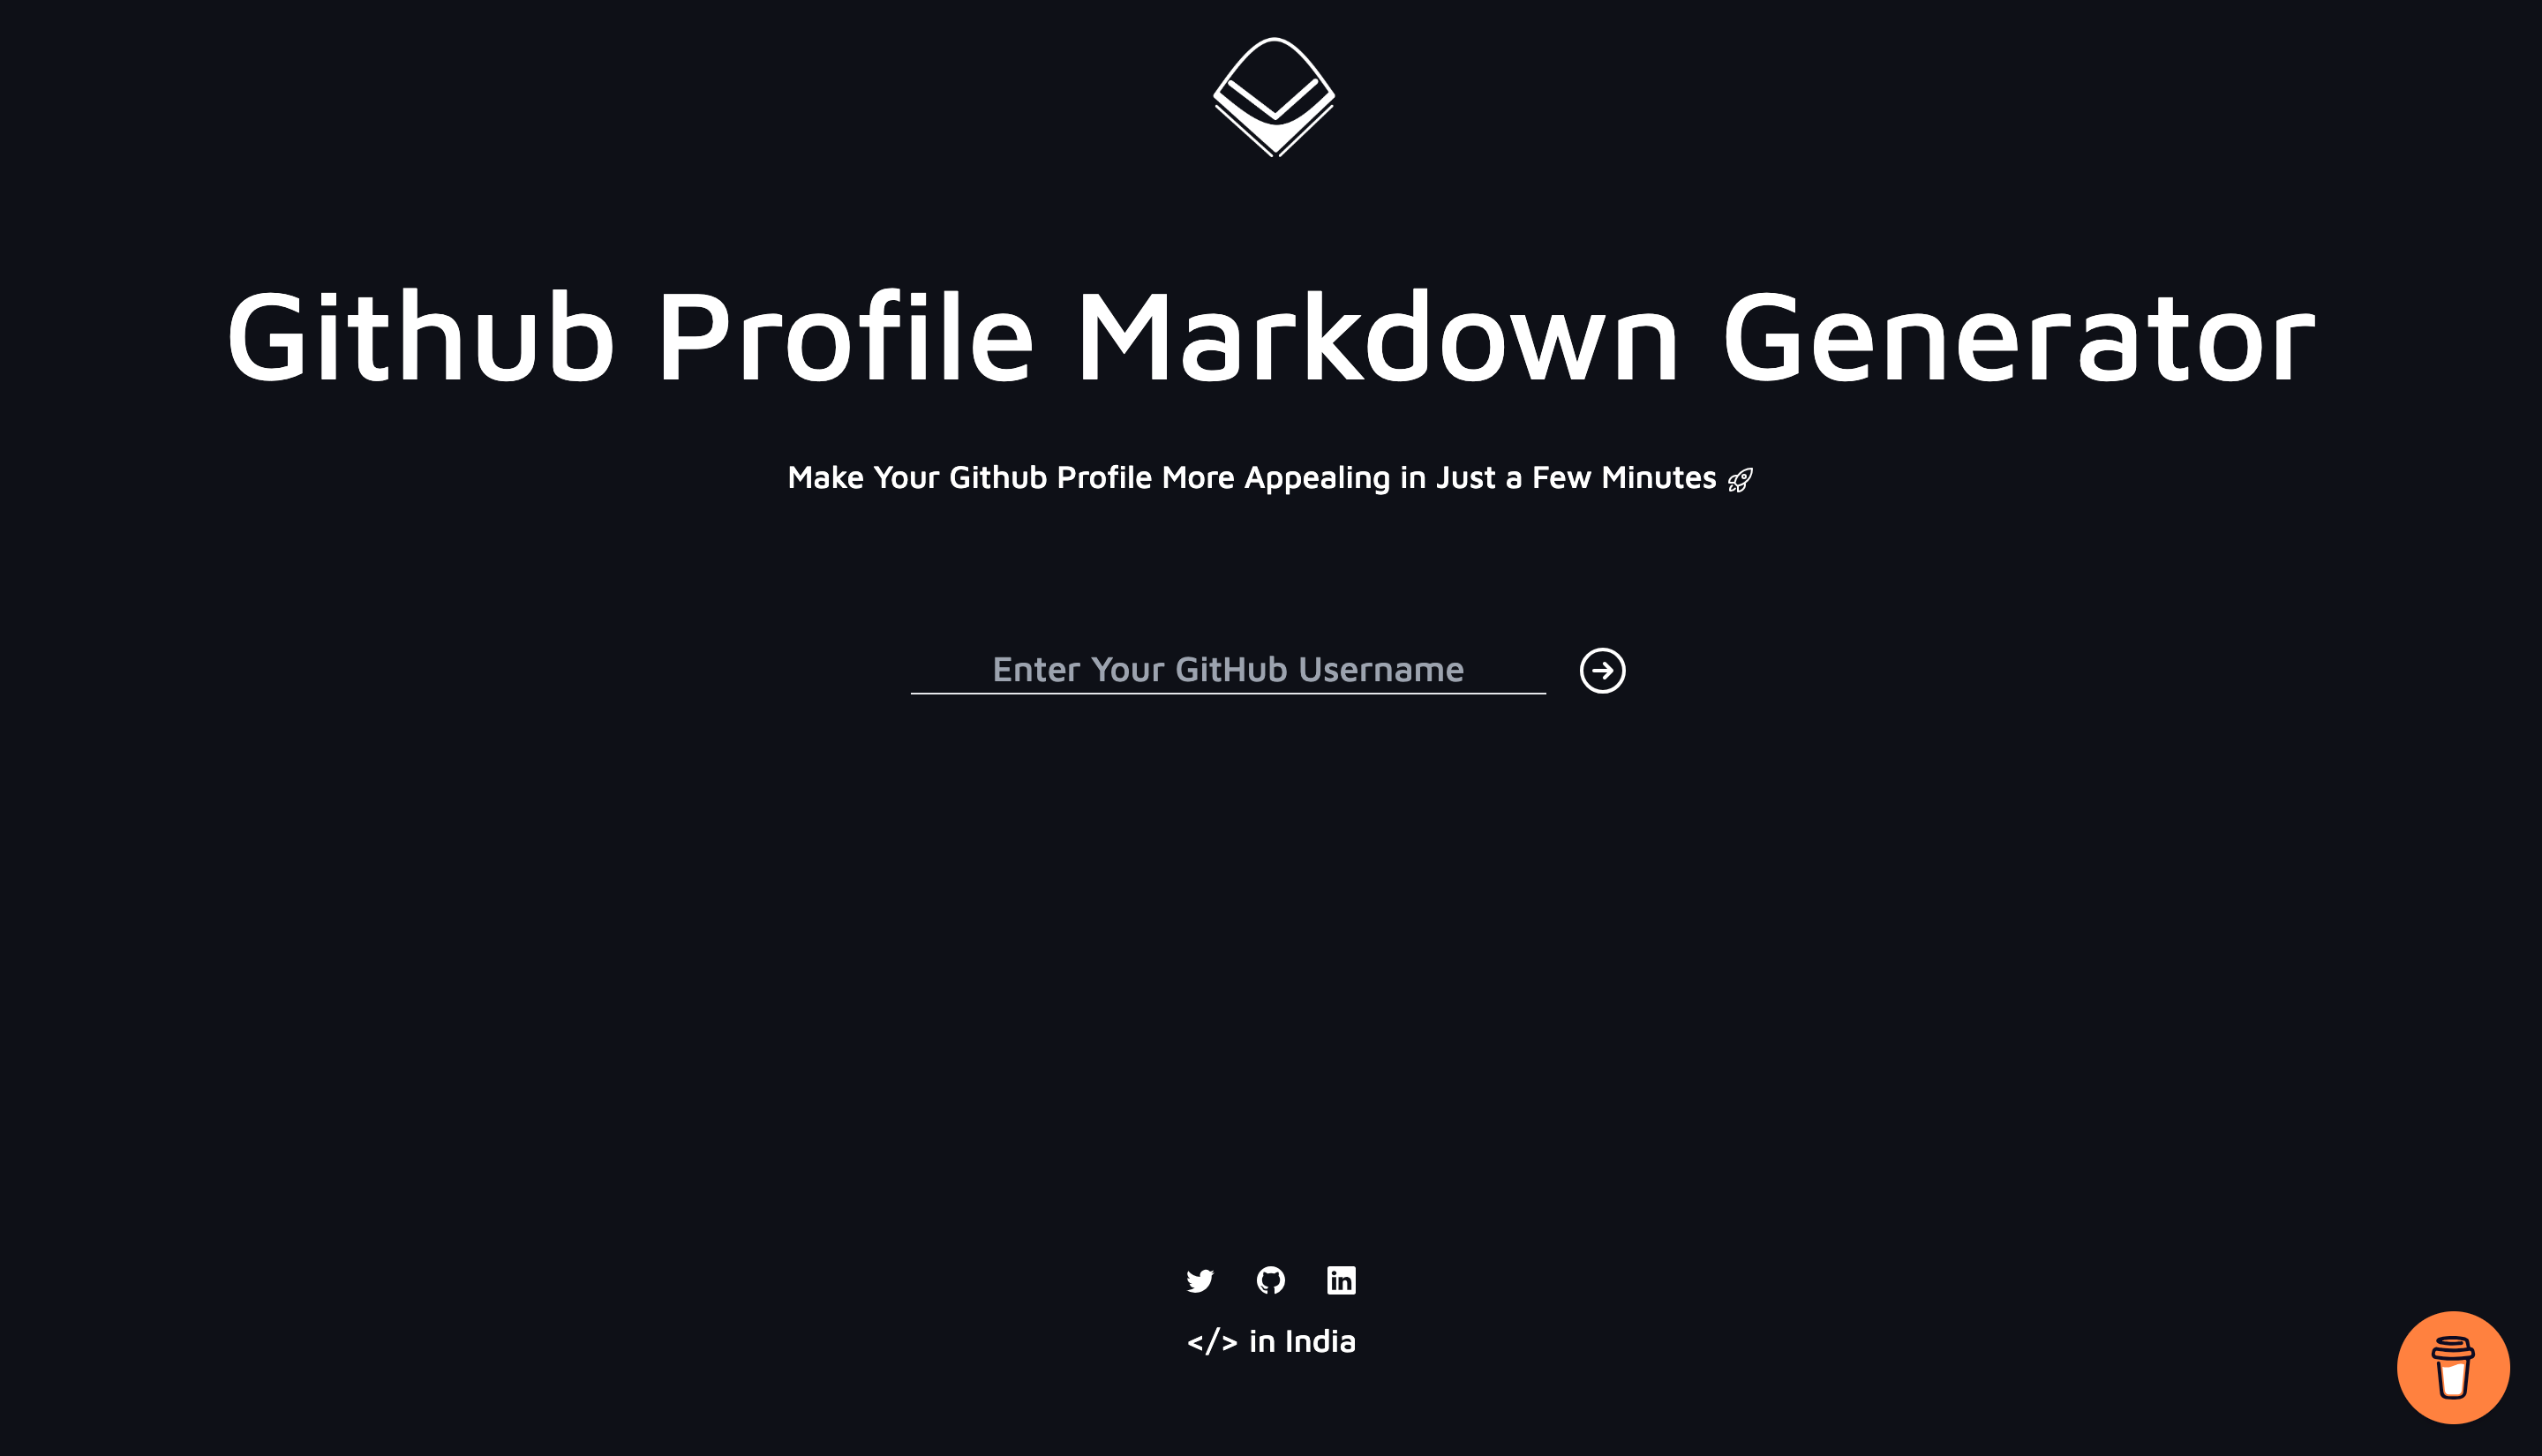 Github Profile Markdown Generator
Make Your Github Profile More Appealing in Just a Few Minutes
Enter Your GitHub Username
</> in India